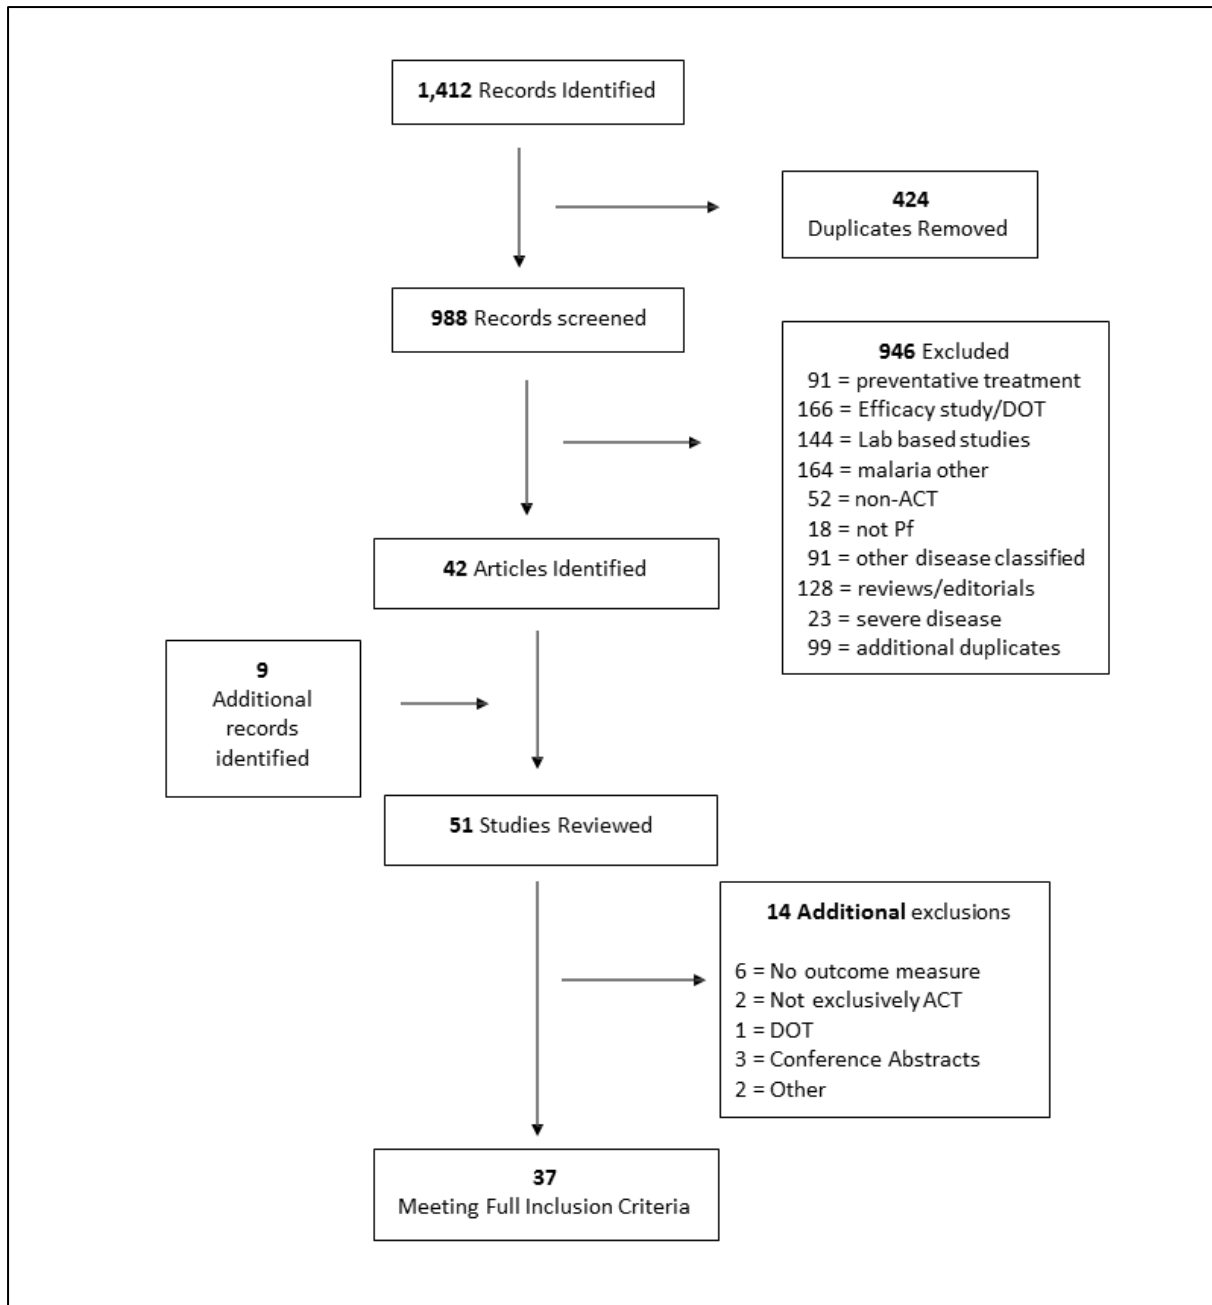 1,412 Records Identified
424
Duplicates Removed
988 Records screened
946 Excluded
91 = preventative treatment
166 = Efficacy study/DOT
144 = Lab based studies
164 = malaria other
52 = non-ACT
18 = not Pf
91 = other disease classified
128 = reviews/editorials
23 = severe disease
99 = additional duplicates
42 Articles Identified
9
Additional
records
identified
51 Studies Reviewed
14 Additional exclusions
6 = No outcome measure
2 = Not exclusively ACT
1 = DOT
3 = Conference Abstracts
2 = Other
37
Meeting Full Inclusion Criteria